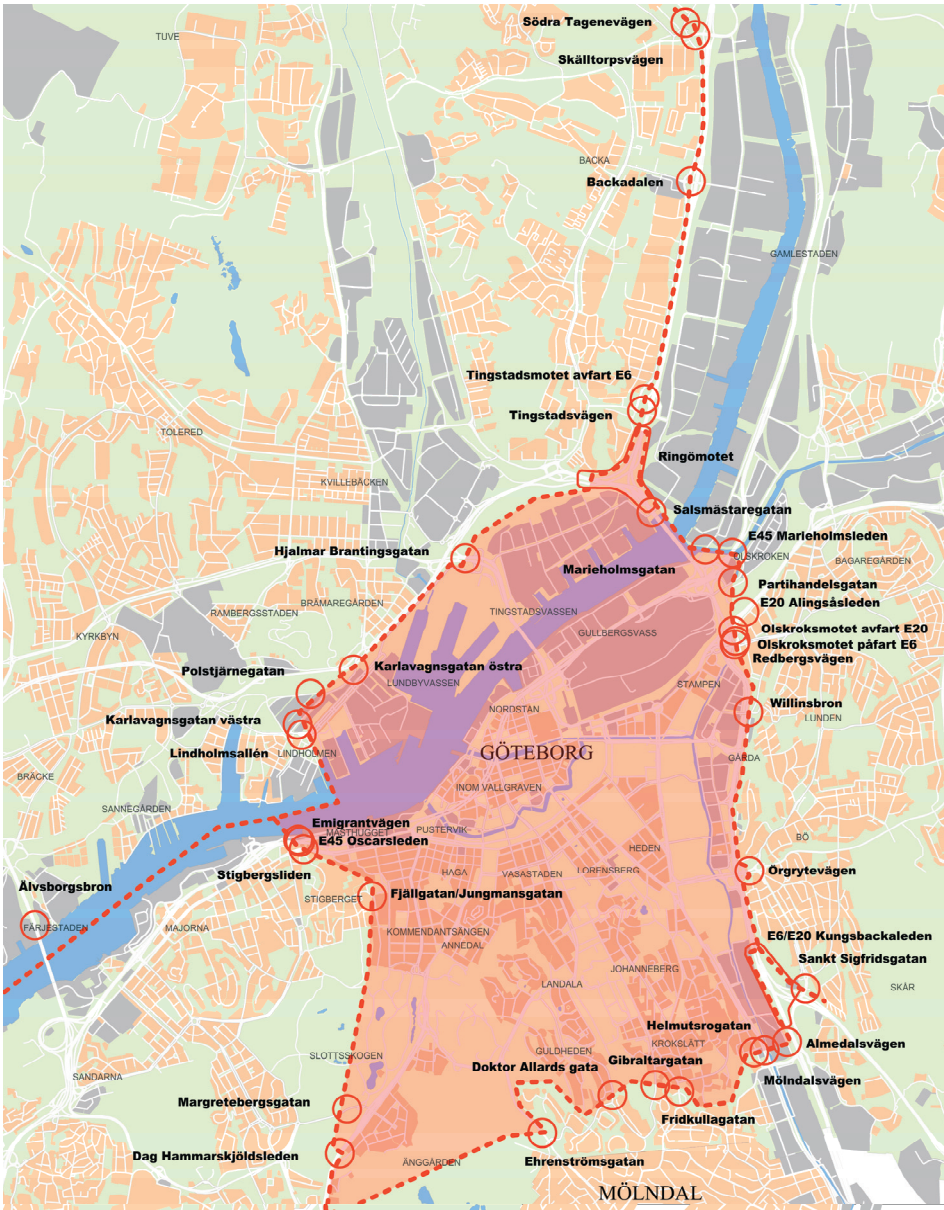 Södra Tagenevägen
TUVE
Skälltorpsvägen
BACKA
Backadalen
GAMLESTADEN
Tingstadsmotet avfart E6
Tingstadsvägen
TOLERED
Ringömotet
KVILLEBÄCKEN
Salsmästaregatan
E45 Marieholmsleden
Hjalmar Brantingsgatan
OLSKROKEN
BAGAREGÅRDEN
Marieholmsgatan
Partihandelsgatan
BRÄMAREGÅRDEN
E20 Alingsåsleden
TINGSTADSVASSEN
RAMBERGSSTADEN
Olskroksmotet avfart E20
GULLBERGSVASS
KYRKBYN
Olskroksmotet påfart E6
Redbergsvägen
Karlavagnsgatan östra
Polstjärnegatan
LUNDBYVASSEN
STAMPEN
Willinsbron
NORDSTAN
Karlavagnsgatan västra
LUNDEN
Lindholmsallén
LINDHOLMEN
GÖTEBORG
GÅRDA
BRÄCKE
INOM VALLGRAVEN
SANNEGÅRDEN
Emigrantvägen
MASTHUGGET
PUSTERVIK
E45 Oscarsleden
BÖ
HEDEN
Stigbergsliden
HAGA
VASASTADEN
LORENSBERG
Örgrytevägen
Älvsborgsbron
Fjällgatan/Jungmansgatan
STIGBERGET
FÄRJESTADEN
MAJORNA
KOMMENDANTSÄNGEN
E6/E20 Kungsbackaleden
ANNEDAL
Sankt Sigfridsgatan
JOHANNEBERG
LANDALA
SKÅR
Helmutsrogatan
KROKSLÄTT
Almedalsvägen
GULDHEDEN
SLOTTSSKOGEN
Gibraltargatan
Doktor Allards gata
SANDARNA
Mölndalsvägen
Margretebergsgatan
Fridkullagatan
Dag Hammarskjöldsleden
ÄNGGÅRDEN
Ehrenströmsgatan
MÖLNDAL